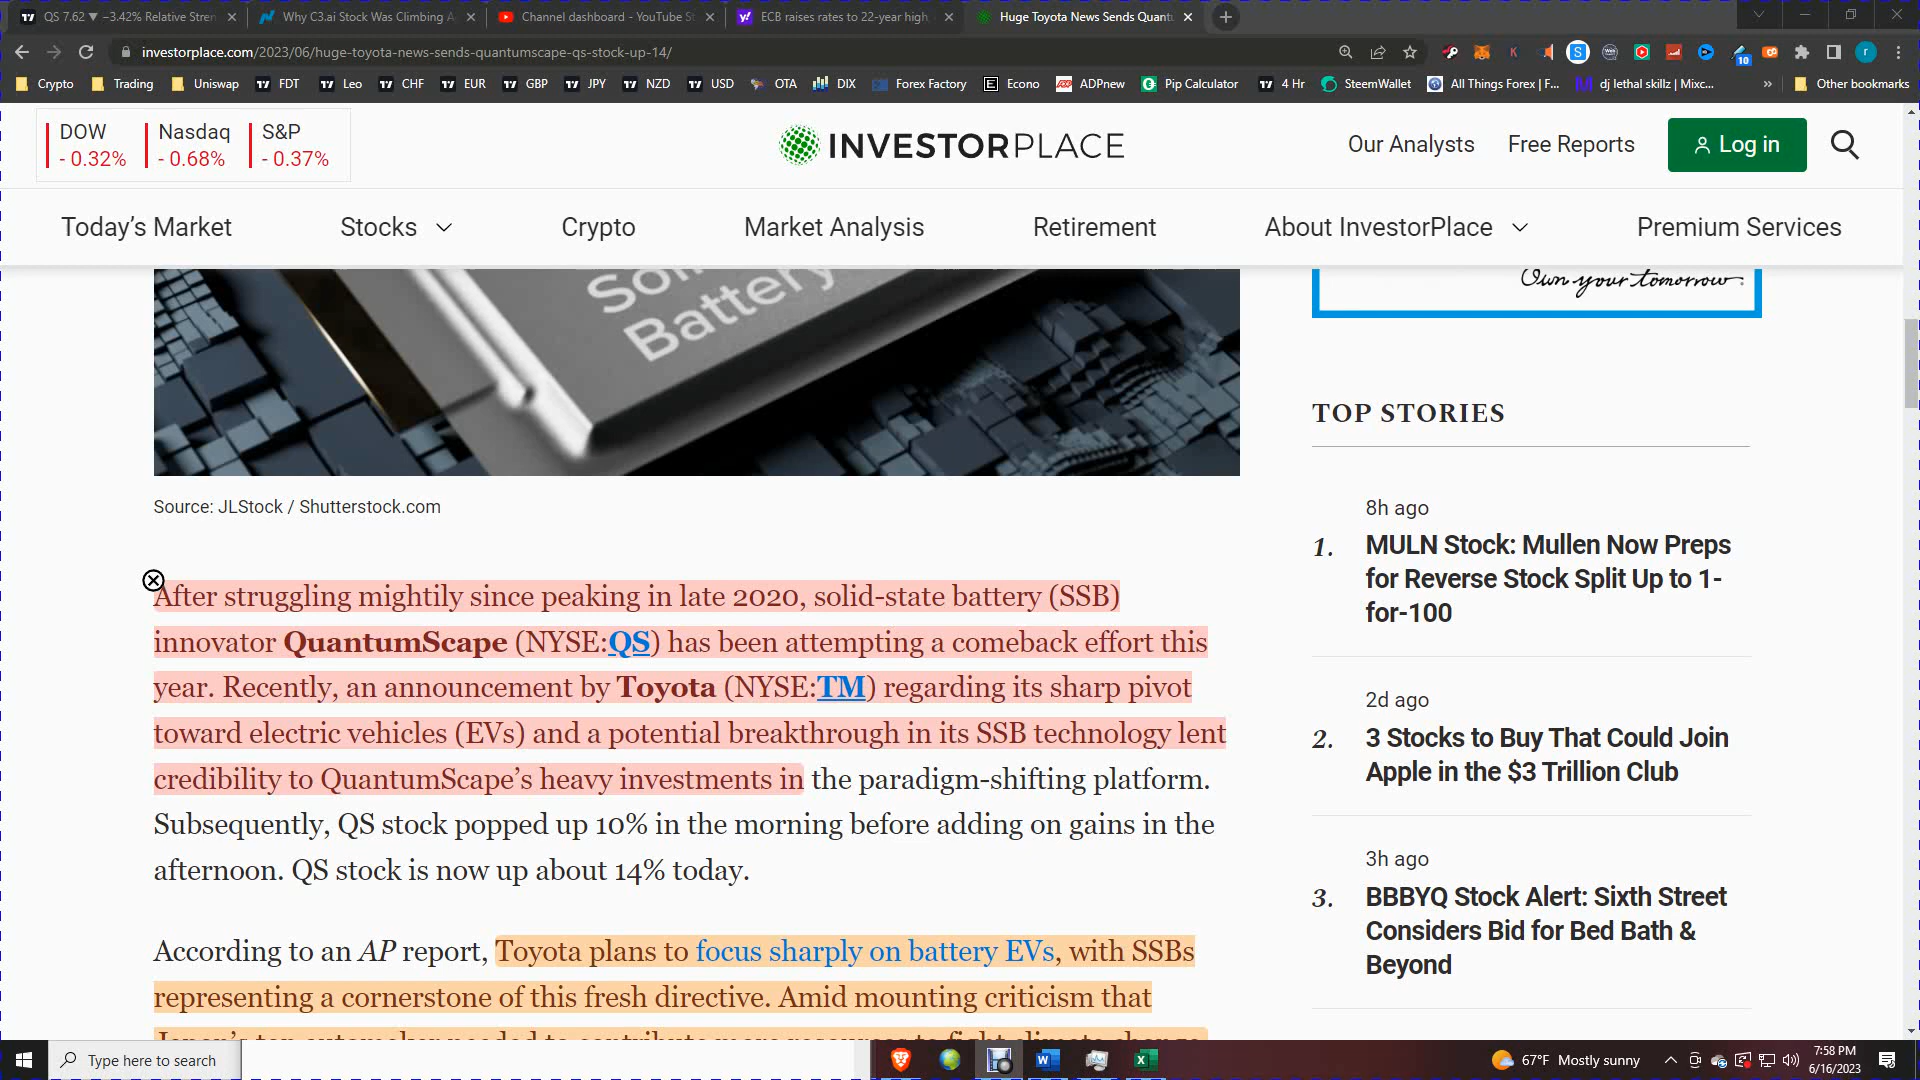 QS 7.62 ▼ −3.42% Relative Stren
Why C3.ai Stock Was Climbing A
Channel dashboard - YouTube St
ECB raises rates to 22-year high
Huge Toyota News Sends Quant
investorplace.com/2023/06/huge-toyota-news-sends-quantumscape-qs-stock-up-14/
10
r
Crypto Trading Uniswap FDT Leo CHF EUR GBP JPY NZD USD OTA DIX Forex Factory Econo ADPnew Pip Calculator 4 Hr SteemWallet All Things Forex | F... dj lethal skillz | Mixc... » Other bookmarks
DOW Nasdaq S&P
- 0.32% - 0.68% - 0.37%
INVESTORPLACE
Our Analysts Free Reports Log in
Today’s Market Stocks Crypto Market Analysis Retirement About InvestorPlace Premium Services
Battery
Own your tomorrow.
Source: JLStock / Shutterstock.com
After struggling mightily since peaking in late 2020, solid-state battery (SSB)
innovator QuantumScape (NYSE:QS) has been attempting a comeback effort this
year. Recently, an announcement by Toyota (NYSE:TM) regarding its sharp pivot
toward electric vehicles (EVs) and a potential breakthrough in its SSB technology lent
credibility to QuantumScape’s heavy investments in the paradigm-shifting platform.
Subsequently, QS stock popped up 10% in the morning before adding on gains in the
afternoon. QS stock is now up about 14% today.
According to an AP report, Toyota plans to focus sharply on battery EVs, with SSBs
representing a cornerstone of this fresh directive. Amid mounting criticism that
Japan’s top automaker needed to contribute more resources to fight climate change
TOP STORIES
8h ago
1. MULN Stock: Mullen Now Preps
for Reverse Stock Split Up to 1-
for-100
2d ago
2. 3 Stocks to Buy That Could Join
Apple in the $3 Trillion Club
3h ago
3. BBBYQ Stock Alert: Sixth Street
Considers Bid for Bed Bath &
Beyond
Type here to search
67°F Mostly sunny
7:58 PM
6/16/2023